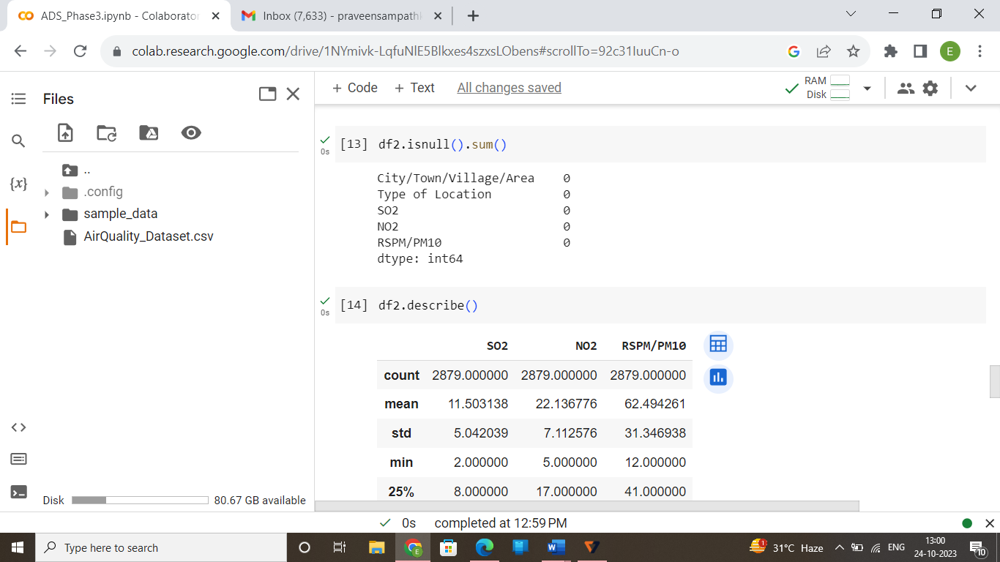 ADS_Phase3.ipynb - Colaborato
Inbox (7,633) - praveensampath
colab.research.google.com/drive/1NYmivk-LqfuNlE5Blkxes4szxsLObens#scrollTo=92c31IuuCn-o
E
Files
+ Code + Text All changes saved
RAM
Disk
{x}
..
.config
sample_data
AirQuality_Dataset.csv
0s
[13] df2.isnull().sum()
City/Town/Village/Area 0
Type of Location 0
SO2 0
NO2 0
RSPM/PM10 0
dtype: int64
0s
[14] df2.describe()
SO2 NO2 RSPM/PM10
count 2879.000000 2879.000000 2879.000000
mean 11.503138 22.136776 62.494261
std 5.042039 7.112576 31.346938
min 2.000000 5.000000 12.000000
25% 8.000000 17.000000 41.000000
Disk 80.67 GB available
0s completed at 12:59 PM
Type here to search
E
W
1
31°C Haze
ENG
13:00
24-10-2023
10